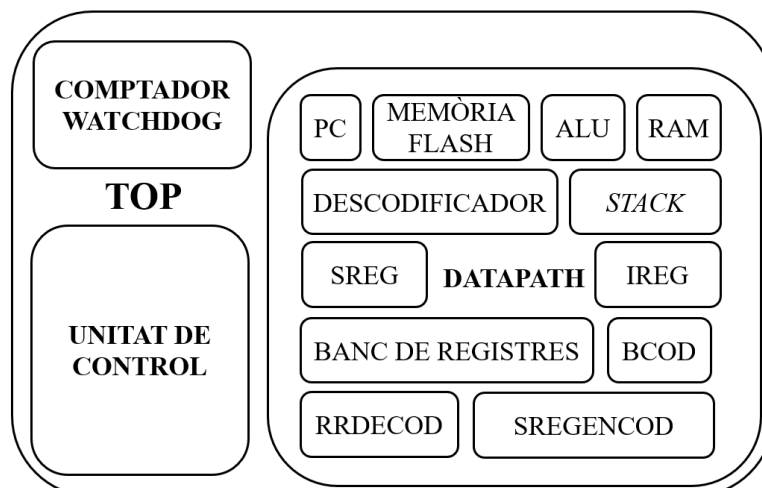 COMPTADOR
WATCHDOG
TOP
UNITAT DE
CONTROL
PC
MEMÒRIA
FLASH
ALU
RAM
DESCODIFICADOR
STACK
SREG
DATAPATH
IREG
BANC DE REGISTRES
BCOD
RRDECOD
SREGENCOD